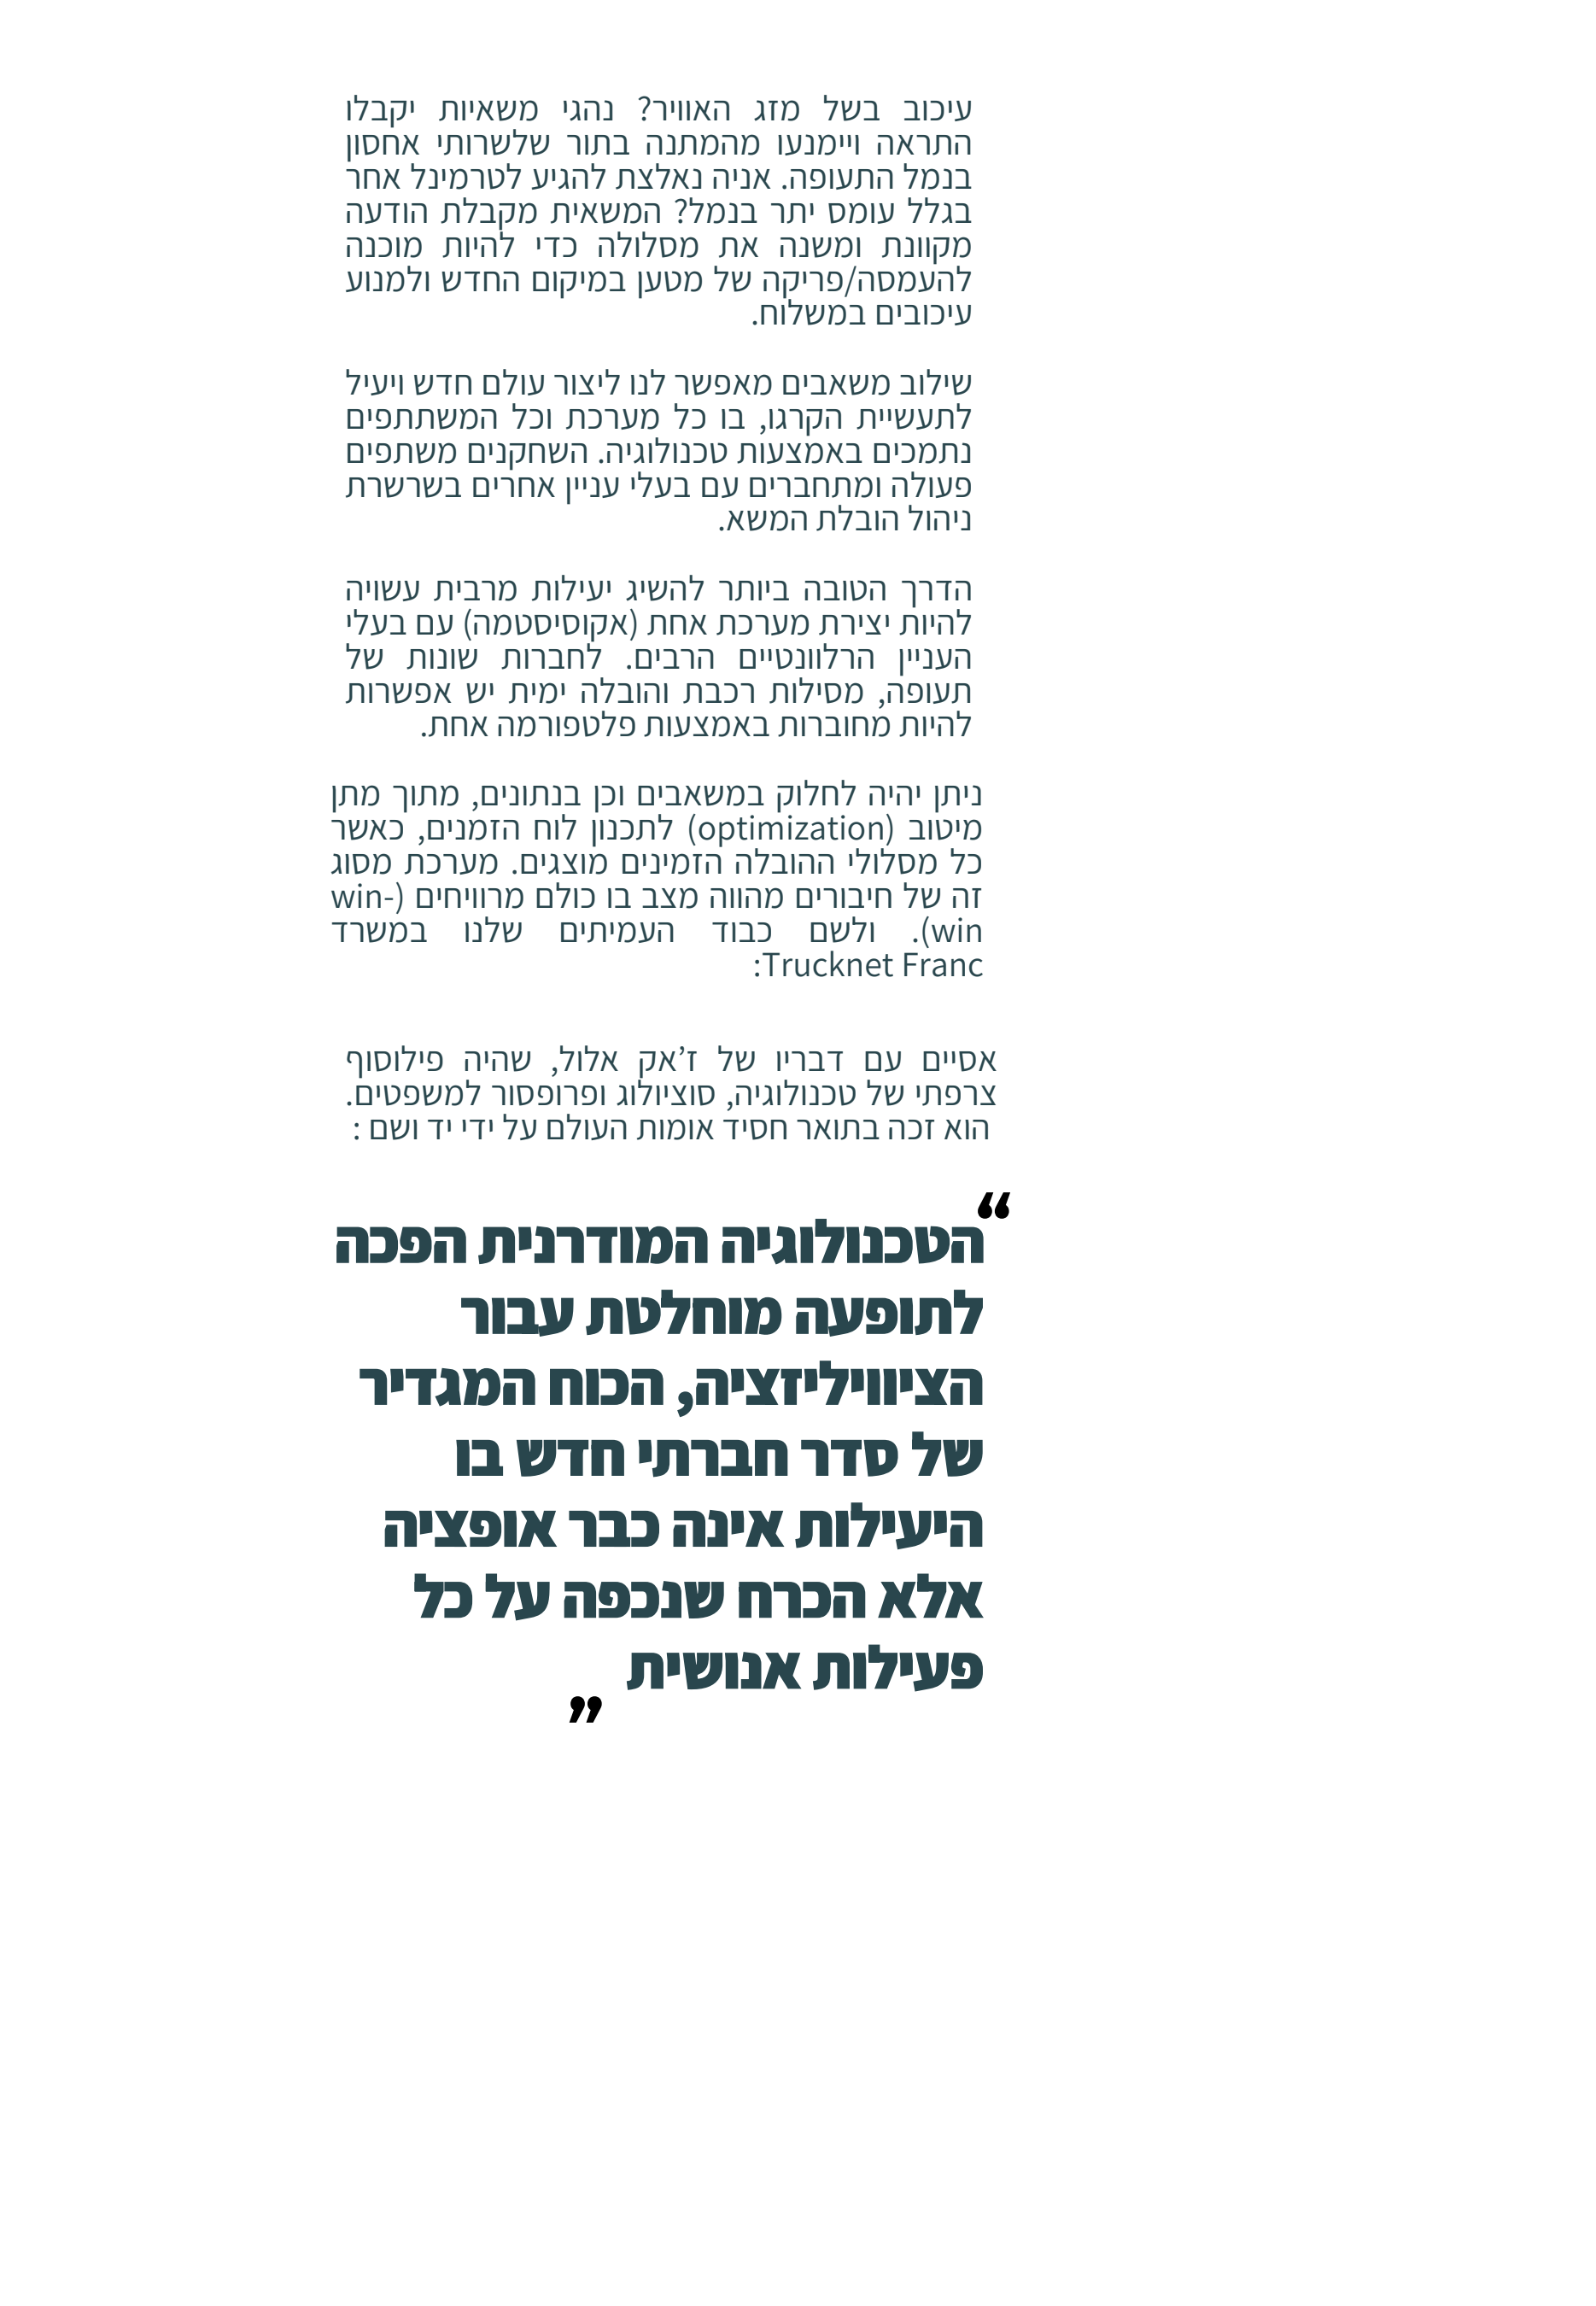 עיכוב בשל מזג האוויר? נהגי משאיות יקבלו
התראה ויימנעו מהמתנה בתור שלשרותי אחסון
בנמל התעופה. אניה נאלצת להגיע לטרמינל אחר
בגלל עומס יתר בנמל? המשאית מקבלת הודעה
מקוונת ומשנה את מסלולה כדי להיות מוכנה
להעמסה/פריקה של מטען במיקום החדש ולמנוע
עיכובים במשלוח.
שילוב משאבים מאפשר לנו ליצור עולם חדש ויעיל
לתעשיית הקרגו, בו כל מערכת וכל המשתתפים
נתמכים באמצעות טכנולוגיה. השחקנים משתפים
פעולה ומתחברים עם בעלי עניין אחרים בשרשרת
ניהול הובלת המשא.
הדרך הטובה ביותר להשיג יעילות מרבית עשויה
להיות יצירת מערכת אחת (אקוסיסטמה) עם בעלי
העניין הרלוונטיים הרבים. לחברות שונות של
תעופה, מסילות רכבת והובלה ימית יש אפשרות
להיות מחוברות באמצעות פלטפורמה אחת.
ניתן יהיה לחלוק במשאבים וכן בנתונים, מתוך מתן
מיטוב (optimization) לתכנון לוח הזמנים, כאשר
כל מסלולי ההובלה הזמינים מוצגים. מערכת מסוג
זה של חיבורים מהווה מצב בו כולם מרוויחים (win-
win). ולשם כבוד העמיתים שלנו במשרד
Trucknet Franc:
אסיים עם דבריו של ז’אק אלול, שהיה פילוסוף
צרפתי של טכנולוגיה, סוציולוג ופרופסור למשפטים.
הוא זכה בתואר חסיד אומות העולם על ידי יד ושם :
“הטכנולוגיה המודרנית הפכה
לתופעה מוחלטת עבור
הציוויליזציה, הכוח המגדיר
של סדר חברתי חדש בו
היעילות אינה כבר אופציה
אלא הכרח שנכפה על כל
פעילות אנושית”